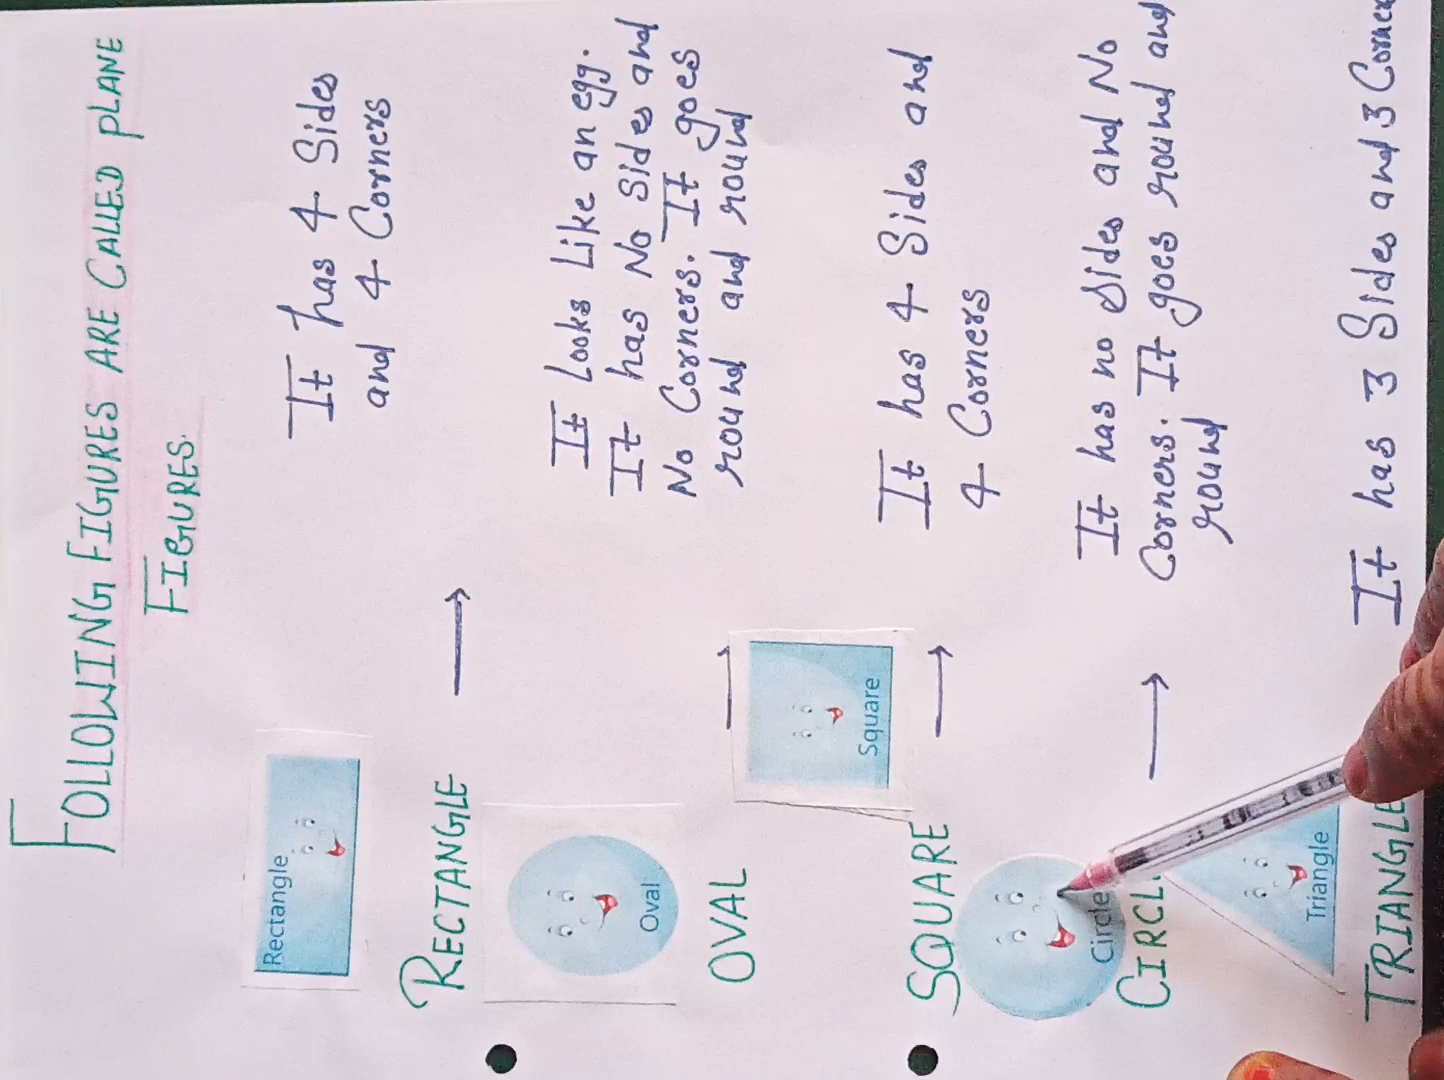 FOLLOWING FIGURES ARE CALLED PLANE
FIGURES.
Rectangle
It has 4 Sides
and 4 Corners
RECTANGLE →
Oval
It Looks Like an egg.
It has No Sides and
No Corners. It goes
round and round
OVAL →
Square
It has 4 Sides and
4 Corners
SQUARE →
Circle
It has no Sides and No
Corners. It goes round and
round
→
Triangle
It has 3 Sides and 3
TRIANGLE